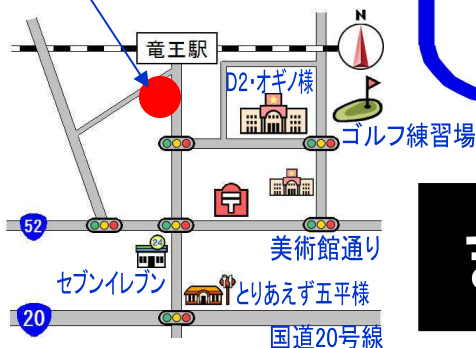 N
竜王駅
D2・オギノ様
ゴルフ練習場
52
美術館通り
24
セブンイレブン
とりあえず五平様
20
国道20号線